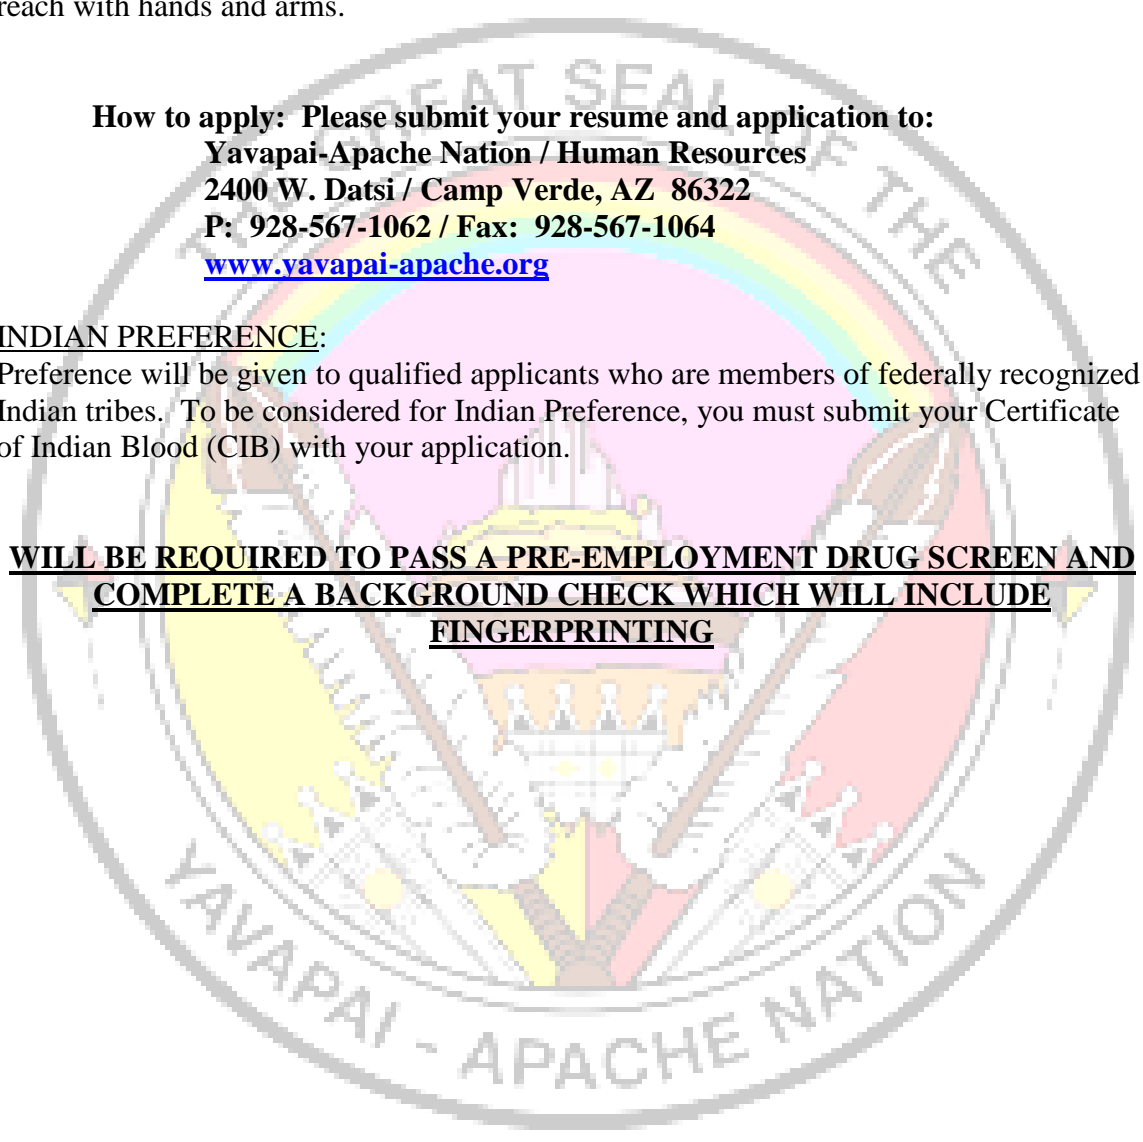 reach with hands and arms.
How to apply:  Please submit your resume and application to:
Yavapai-Apache Nation / Human Resources
2400 W. Datsi / Camp Verde, AZ  86322
P:  928-567-1062 / Fax:  928-567-1064
www.yavapai-apache.org
INDIAN PREFERENCE:
Preference will be given to qualified applicants who are members of federally recognized
Indian tribes.  To be considered for Indian Preference, you must submit your Certificate
of Indian Blood (CIB) with your application.
WILL BE REQUIRED TO PASS A PRE-EMPLOYMENT DRUG SCREEN AND
COMPLETE A BACKGROUND CHECK WHICH WILL INCLUDE
FINGERPRINTING
GREAT SEAL OF THE
YAVAPAI - APACHE NATION